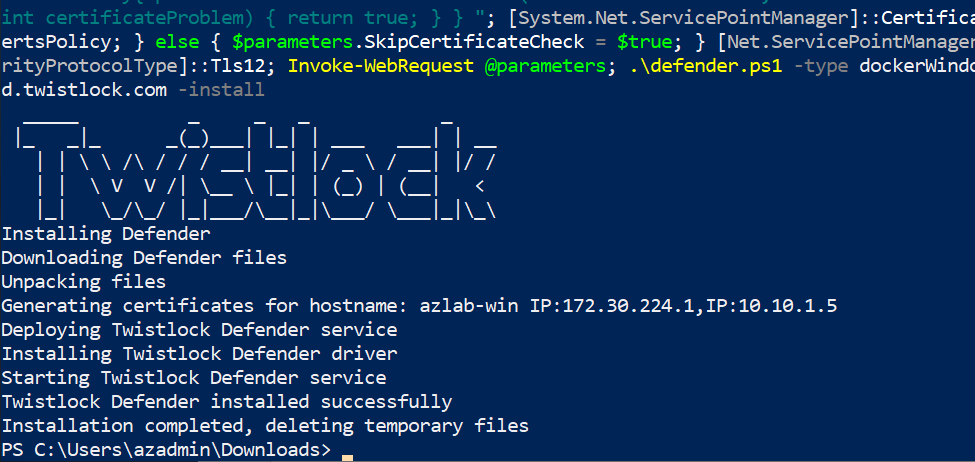 int certificateProblem) { return true; } } "; [System.Net.ServicePointManager]::Certifica
ertsPolicy; } else { $parameters.SkipCertificateCheck = $true; } [Net.ServicePointManager
rityProtocolType]::Tls12; Invoke-WebRequest @parameters; .\defender.ps1 -type dockerWindo
d.twistlock.com -install
Twistlock
Installing Defender
Downloading Defender files
Unpacking files
Generating certificates for hostname: azlab-win IP:172.30.224.1,IP:10.10.1.5
Deploying Twistlock Defender service
Installing Twistlock Defender driver
Starting Twistlock Defender service
Twistlock Defender installed successfully
Installation completed, deleting temporary files
PS C:\Users\azadmin\Downloads>